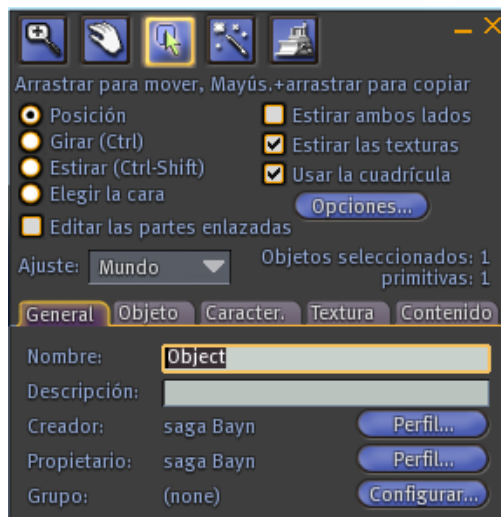 Arrastrar para mover, Mayús.+arrastrar para copiar
Posición
Girar (Ctrl)
Estirar (Ctrl-Shift)
Elegir la cara
Editar las partes enlazadas
Estirar ambos lados
Estirar las texturas
Usar la cuadrícula
Opciones...
Ajuste: Mundo
Objetos seleccionados: 1
primitivas: 1
General Objeto Caracter. Textura Contenido
Nombre: Object
Descripción:
Creador: saga Bayn Perfil...
Propietario: saga Bayn Perfil...
Grupo: (none) Configurar...